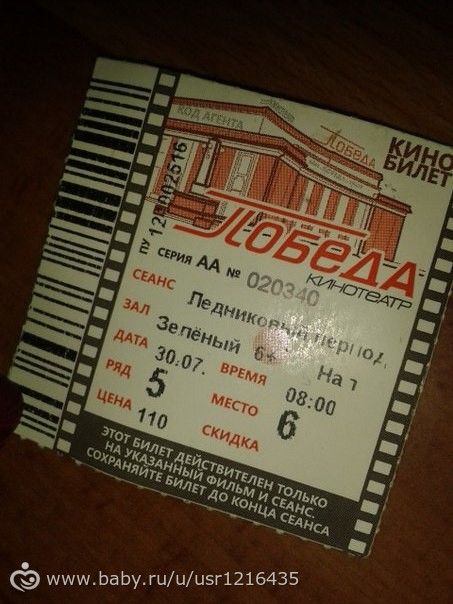 КОД АГЕНТА
ПОБЕДА
КИНО
БИЛЕТ
ПОБЕДА
КИНОТЕАТР
СЕРИЯ АА № 020340
СЕАНС Ледниковый период,
ЗАЛ Зелёный 6+ На т
ДАТА 30.07. ВРЕМЯ 08:00
РЯД 5 МЕСТО 6
ЦЕНА 110 СКИДКА
ЭТОТ БИЛЕТ ДЕЙСТВИТЕЛЕН ТОЛЬКО
НА УКАЗАННЫЙ ФИЛЬМ И СЕАНС.
СОХРАНЯЙТЕ БИЛЕТ ДО КОНЦА СЕАНСА
www.baby.ru/u/usr1216435